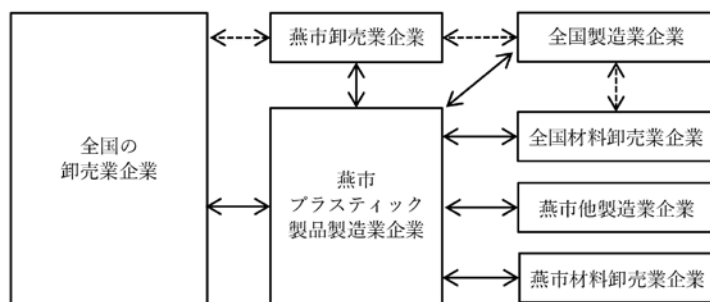 燕市卸売業企業
全国製造業企業
全国の
卸売業企業
全国材料卸売業企業
燕市
プラスティック
製品製造業企業
燕市他製造業企業
燕市材料卸売業企業